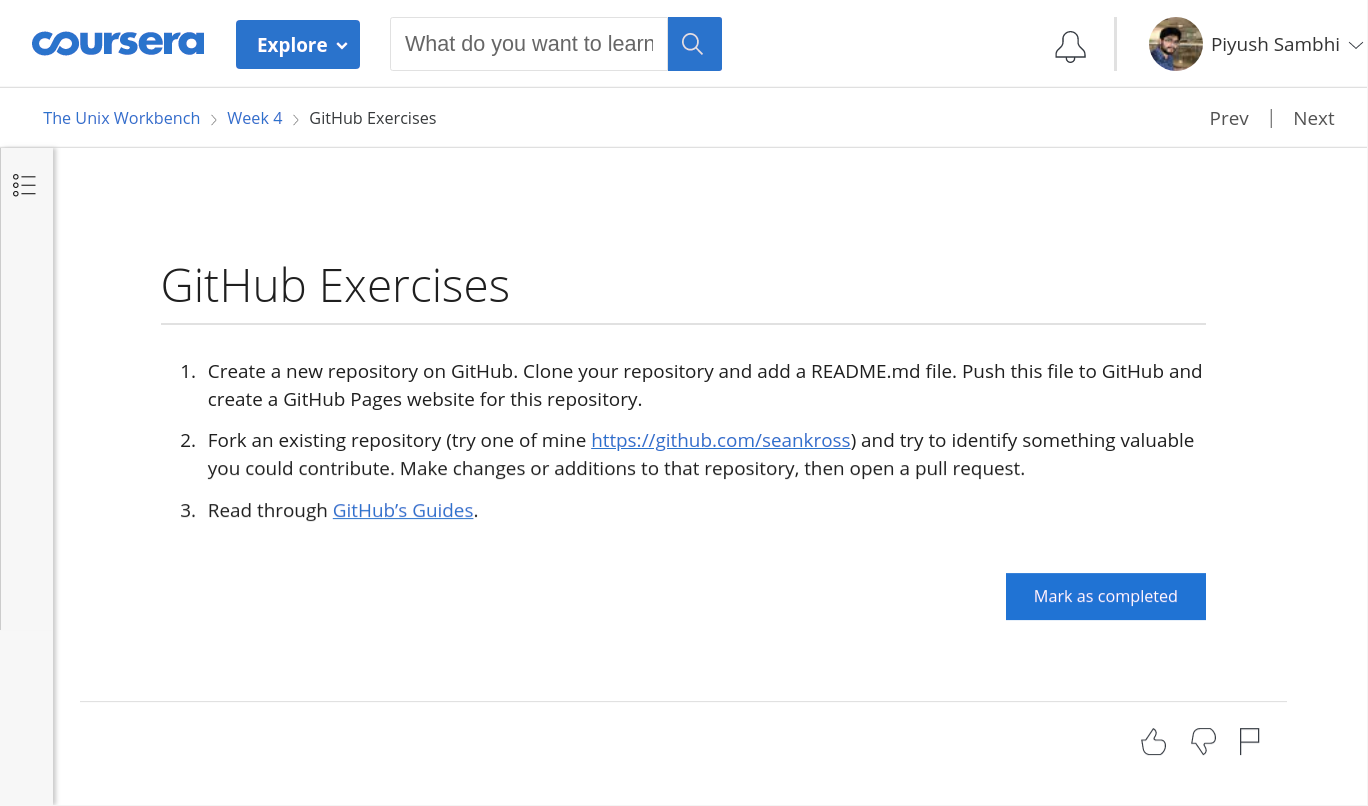 coursera Explore What do you want to learn Piyush Sambhi
The Unix Workbench Week 4 GitHub Exercises Prev | Next
GitHub Exercises
1. Create a new repository on GitHub. Clone your repository and add a README.md file. Push this file to GitHub and
create a GitHub Pages website for this repository.
2. Fork an existing repository (try one of mine https://github.com/seankross) and try to identify something valuable
you could contribute. Make changes or additions to that repository, then open a pull request.
3. Read through GitHub’s Guides.
Mark as completed